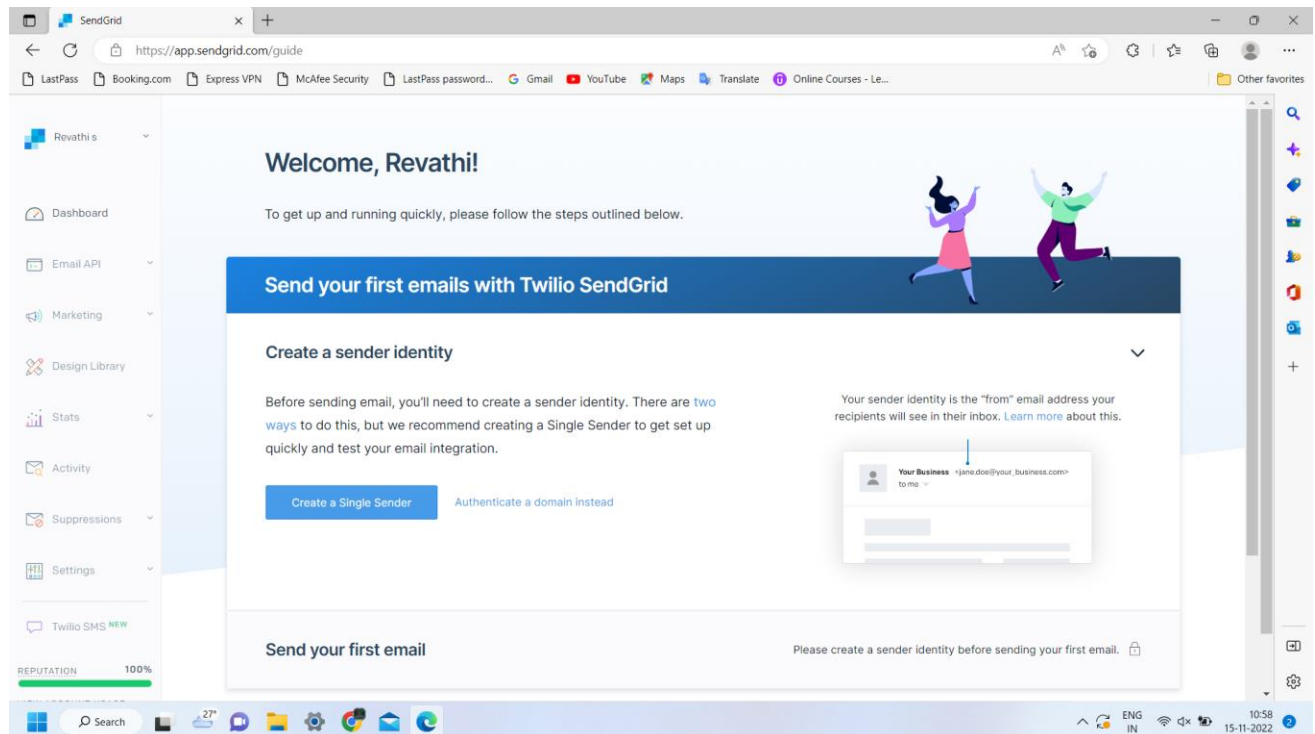 SendGrid
https://app.sendgrid.com/guide
LastPass Booking.com Express VPN McAfee Security LastPass password... Gmail YouTube Maps Translate Online Courses - Le... Other favorites
Revathi s
Dashboard
Email API
Marketing
Design Library
Stats
Activity
Suppressions
Settings
Twilio SMS NEW
REPUTATION 100%
Welcome, Revathi!
To get up and running quickly, please follow the steps outlined below.
Send your first emails with Twilio SendGrid
Create a sender identity
Before sending email, you'll need to create a sender identity. There are two
ways to do this, but we recommend creating a Single Sender to get set up
quickly and test your email integration.
Create a Single Sender Authenticate a domain instead
Your sender identity is the "from" email address your
recipients will see in their inbox. Learn more about this.
Your Business <jane.doe@your_business.com>
to me
Send your first email
Please create a sender identity before sending your first email.
Search
27°
ENG
IN
10:58
15-11-2022
2